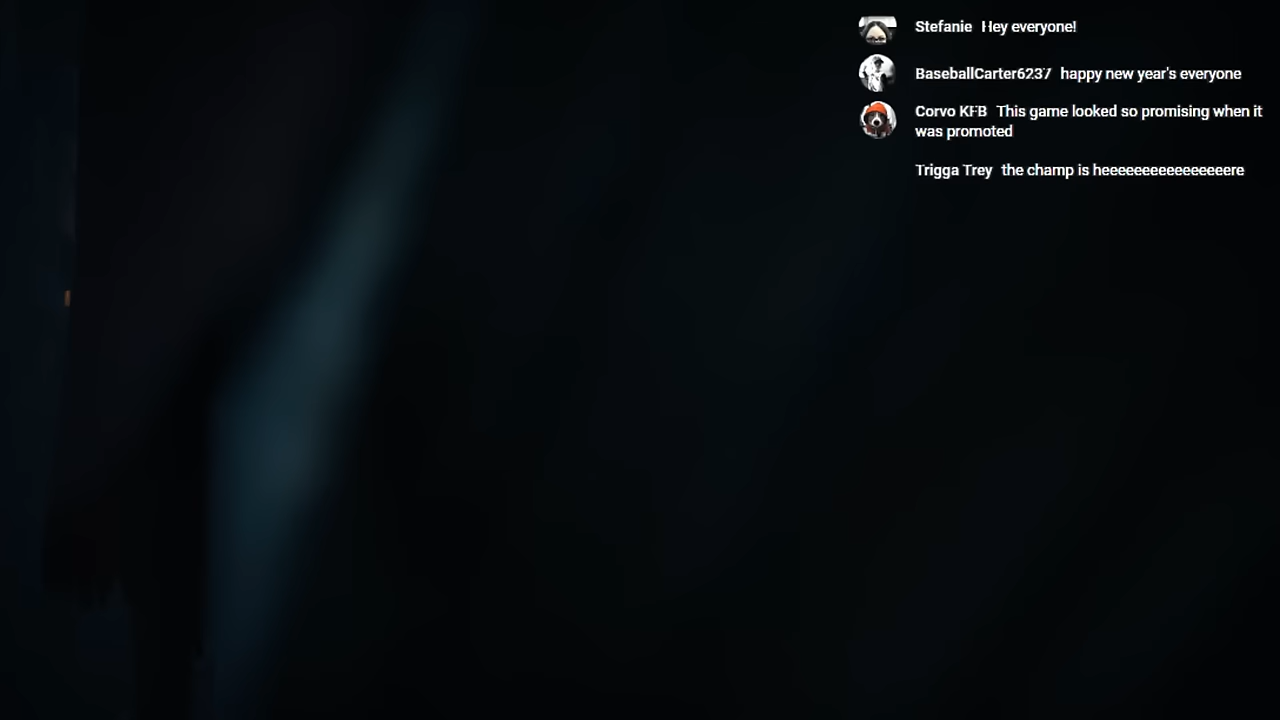 Stefanie Hey everyone!
BaseballCarter6237 happy new year's everyone
Corvo KFB This game looked so promising when it
was promoted
Trigga Trey the champ is heeeeeeeeeeeeeeeere